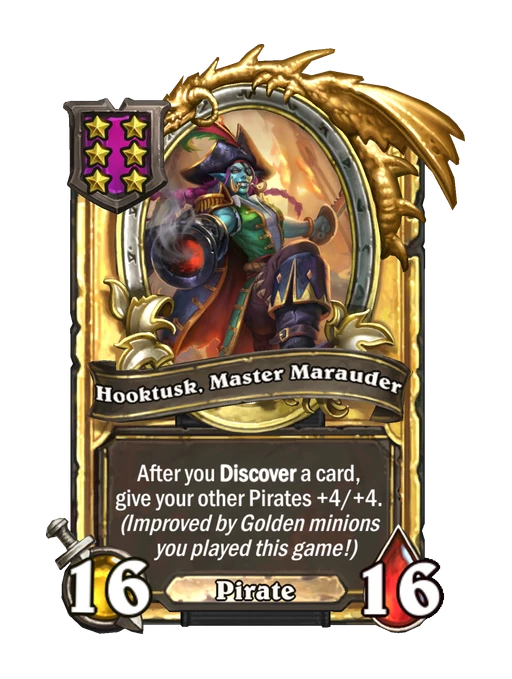 Hooktusk, Master Marauder
After you Discover a card,
give your other Pirates +4/+4.
(Improved by Golden minions
you played this game!)
16
Pirate
16